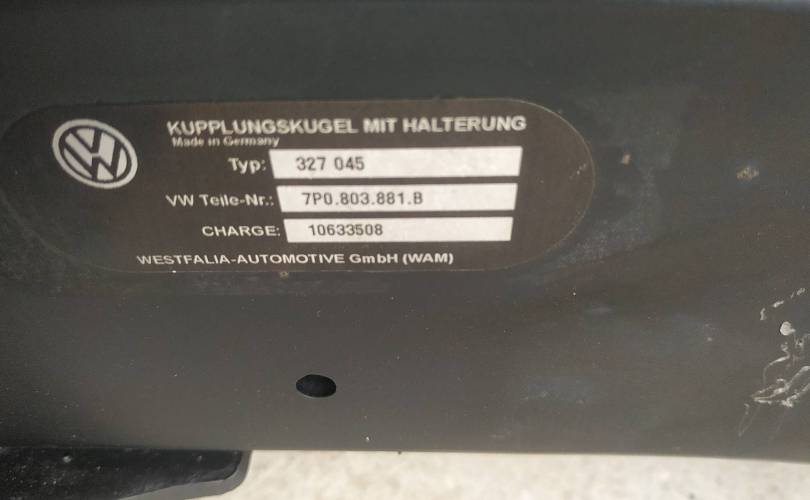 KUPPLUNGSKUGEL MIT HALTERUNG
Made in Germany
Typ: 327 045
VW Teile-Nr.: 7P0.803.881.B
CHARGE: 10633508
WESTFALIA-AUTOMOTIVE GmbH (WAM)